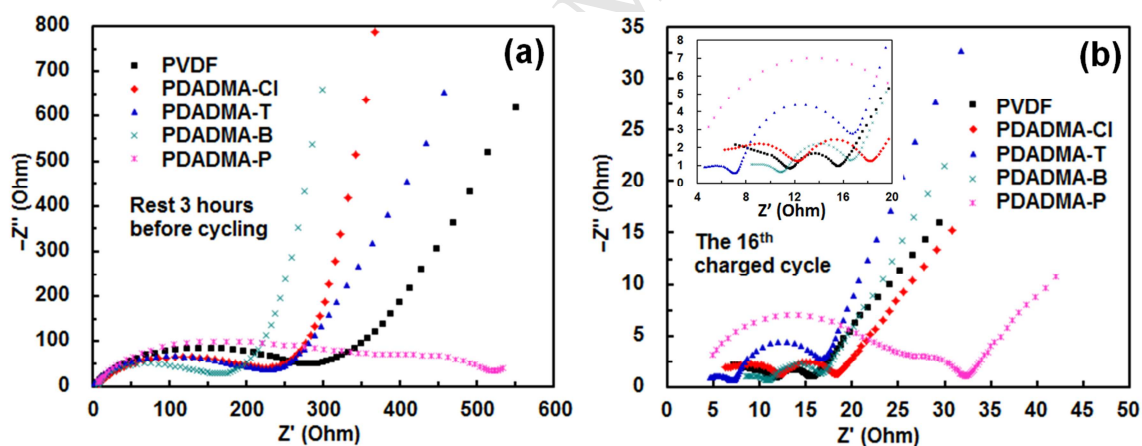 800
700
600
500
400
300
200
100
0
−Z'' (Ohm)
(a)
PVDF
PDADMA-Cl
PDADMA-T
PDADMA-B
PDADMA-P
Rest 3 hours
before cycling
0 100 200 300 400 500 600
Z' (Ohm)
35
30
25
20
15
10
5
0
−Z'' (Ohm)
(b)
8
7
6
5
4
3
2
1
0
4 8 12 16 20
Z' (Ohm)
PVDF
PDADMA-Cl
PDADMA-T
PDADMA-B
PDADMA-P
The 16th
charged cycle
0 5 10 15 20 25 30 35 40 45 50
Z' (Ohm)